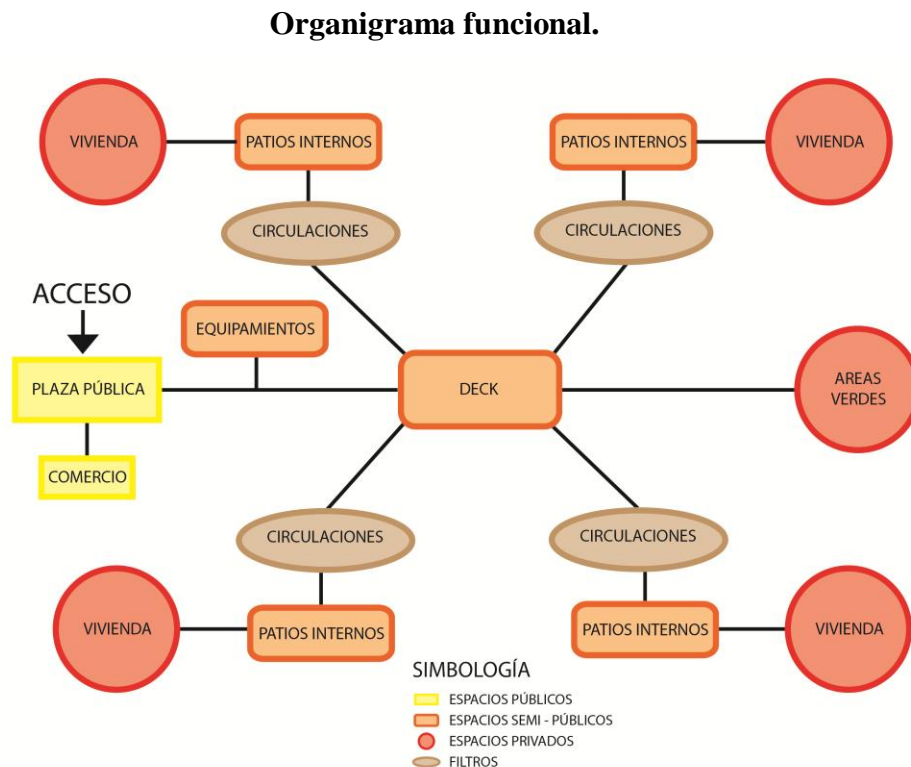 Organigrama funcional.
VIVIENDA
PATIOS INTERNOS
PATIOS INTERNOS
VIVIENDA
CIRCULACIONES
CIRCULACIONES
ACCESO
EQUIPAMIENTOS
PLAZA PÚBLICA
DECK
AREAS
VERDES
COMERCIO
CIRCULACIONES
CIRCULACIONES
VIVIENDA
PATIOS INTERNOS
PATIOS INTERNOS
VIVIENDA
SIMBOLOGÍA
ESPACIOS PÚBLICOS
ESPACIOS SEMI - PÚBLICOS
ESPACIOS PRIVADOS
FILTROS